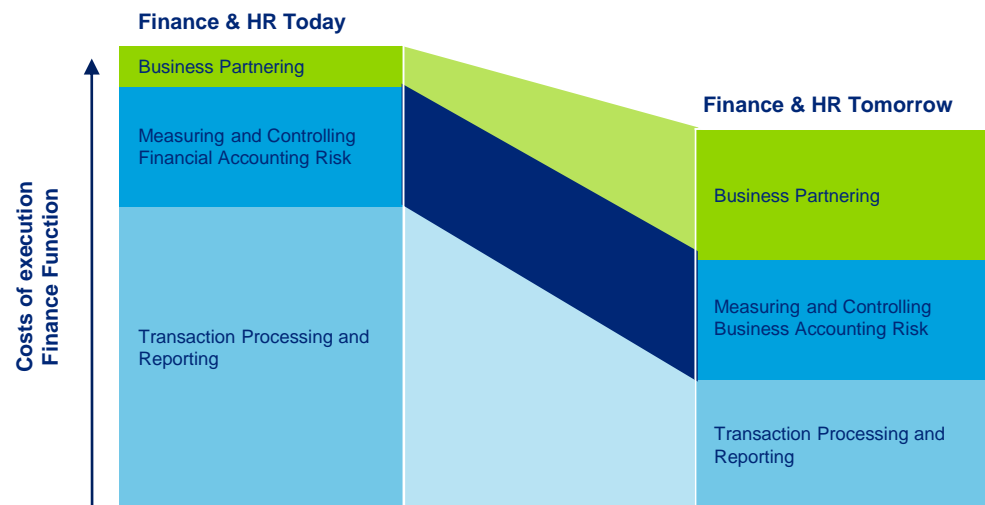 Finance & HR Today
Business Partnering
Measuring and Controlling
Financial Accounting Risk
Transaction Processing and
Reporting
Costs of execution
Finance Function
Finance & HR Tomorrow
Business Partnering
Measuring and Controlling
Business Accounting Risk
Transaction Processing and
Reporting